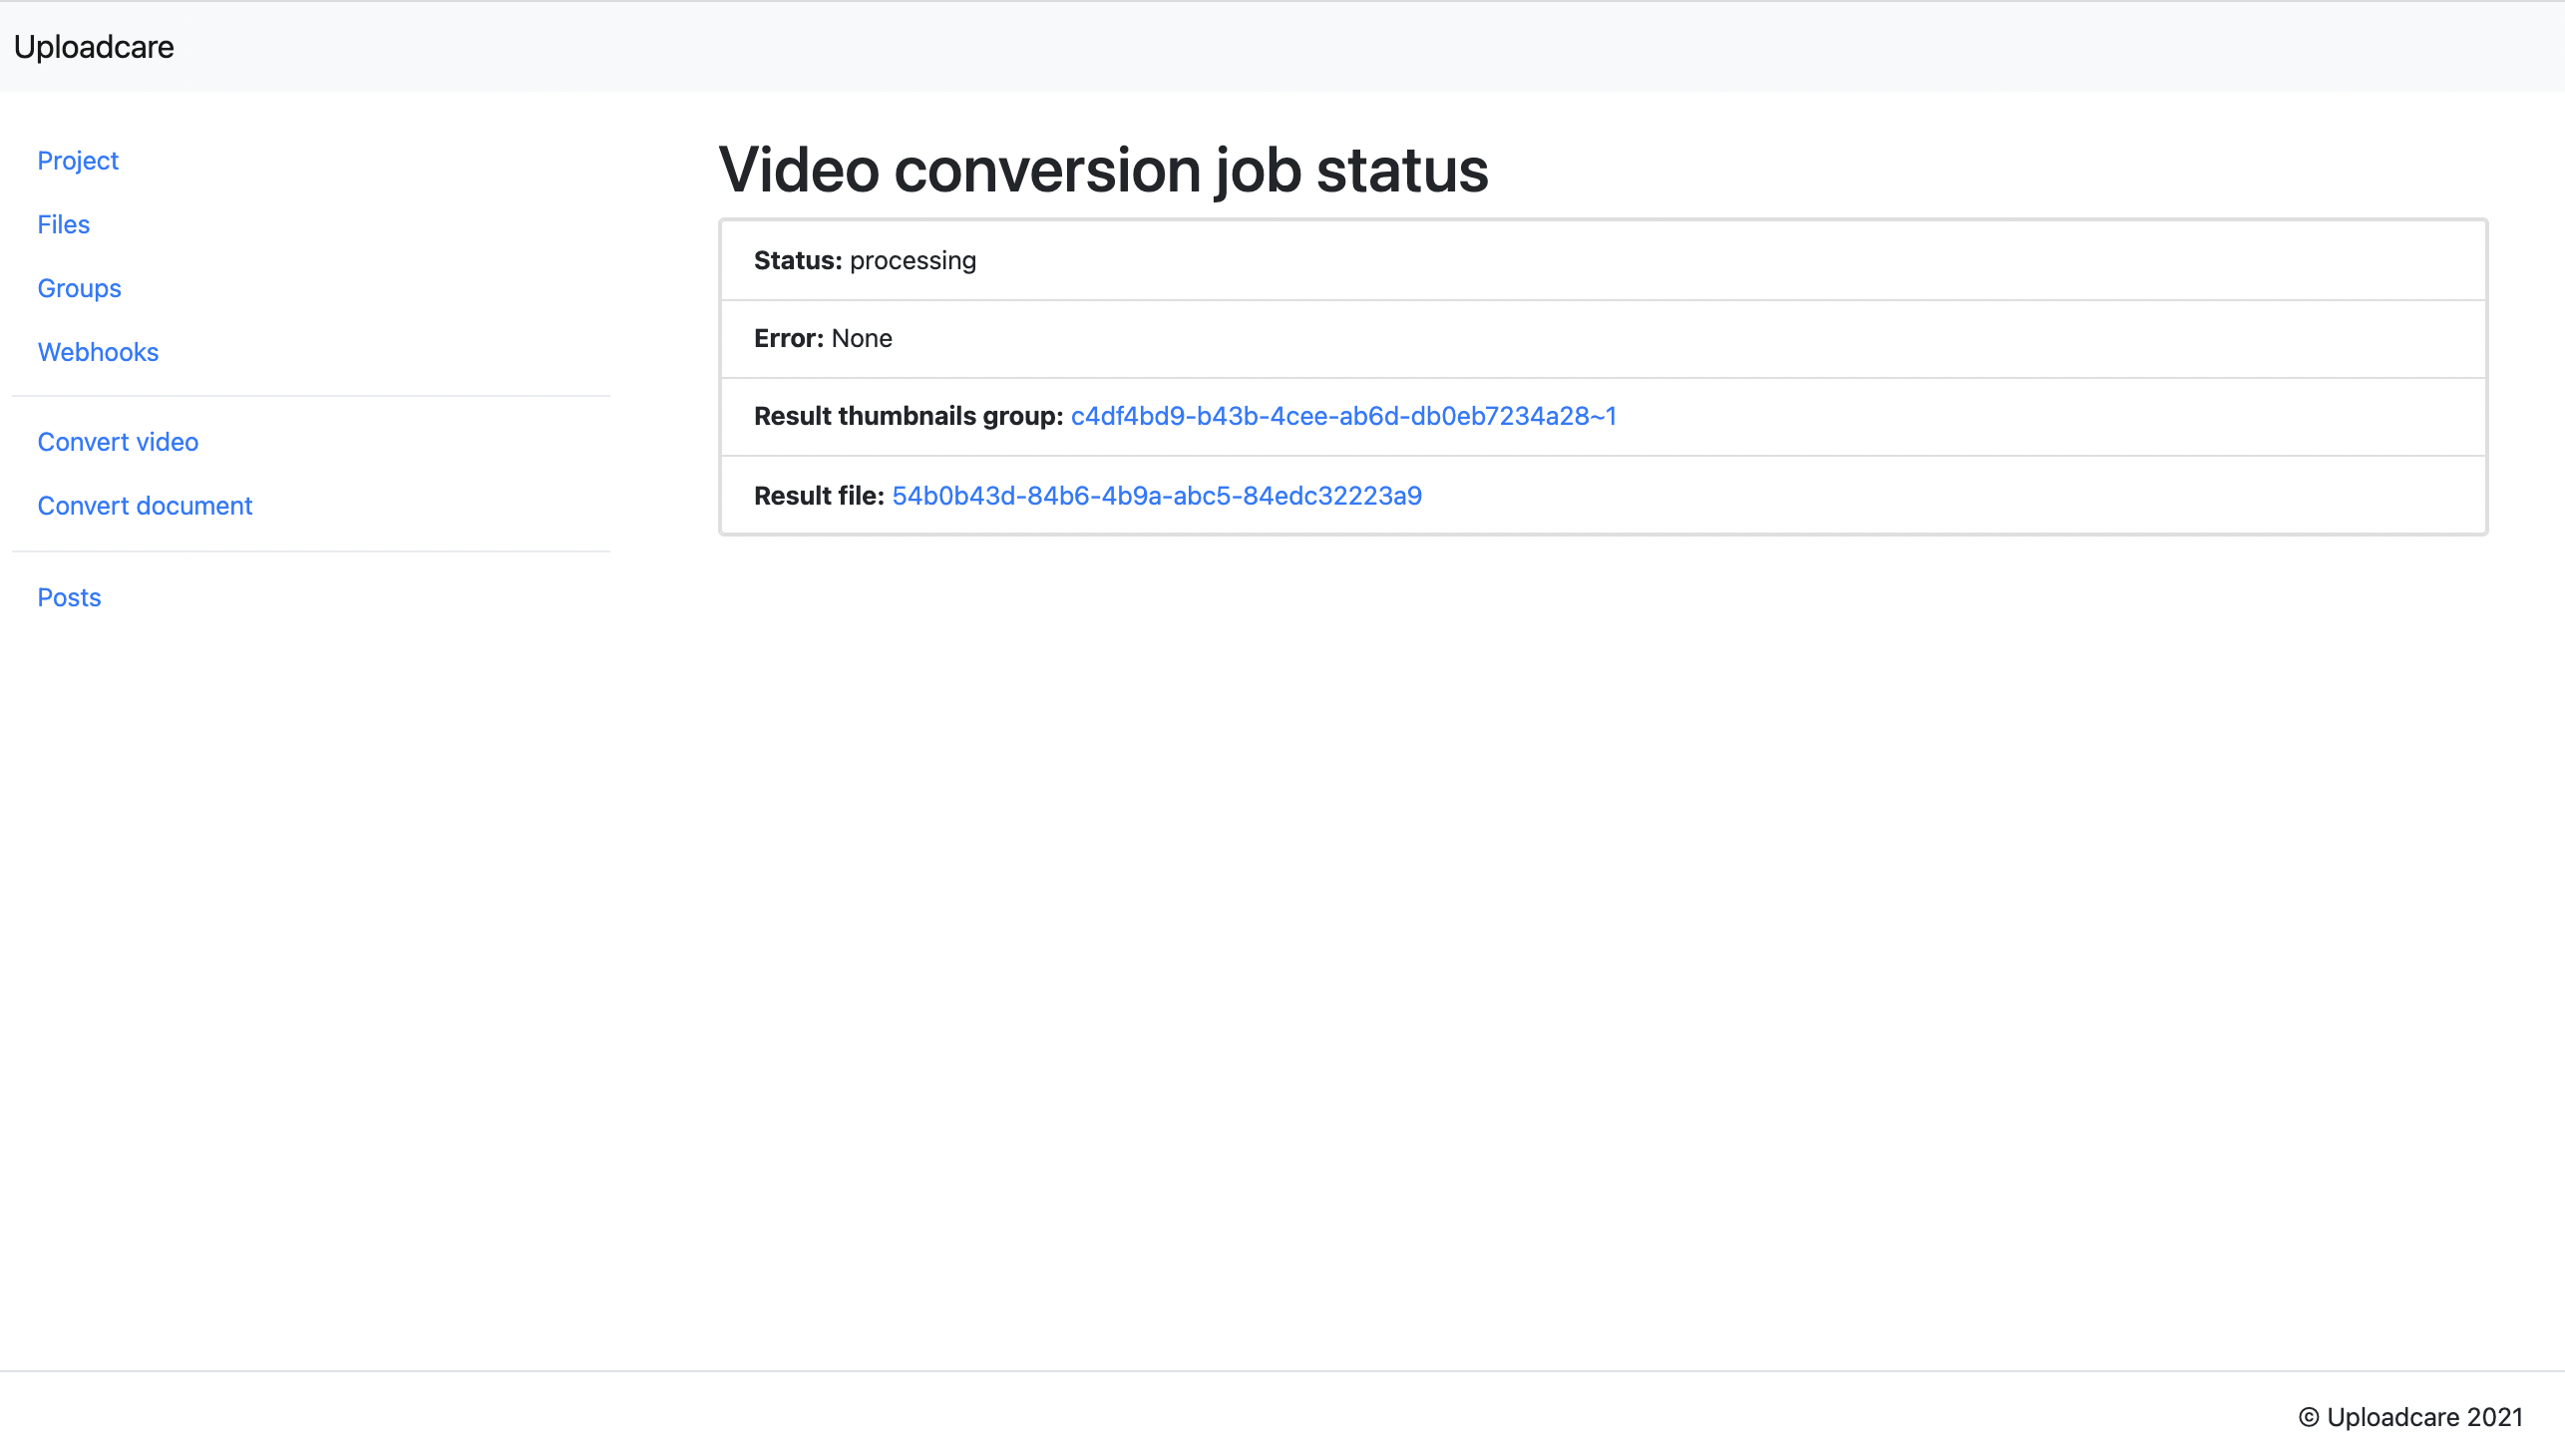 Uploadcare
Project
Files
Groups
Webhooks
Convert video
Convert document
Posts
Video conversion job status
Status: processing
Error: None
Result thumbnails group: c4df4bd9-b43b-4cee-ab6d-db0eb7234a28~1
Result file: 54b0b43d-84b6-4b9a-abc5-84edc32223a9
© Uploadcare 2021